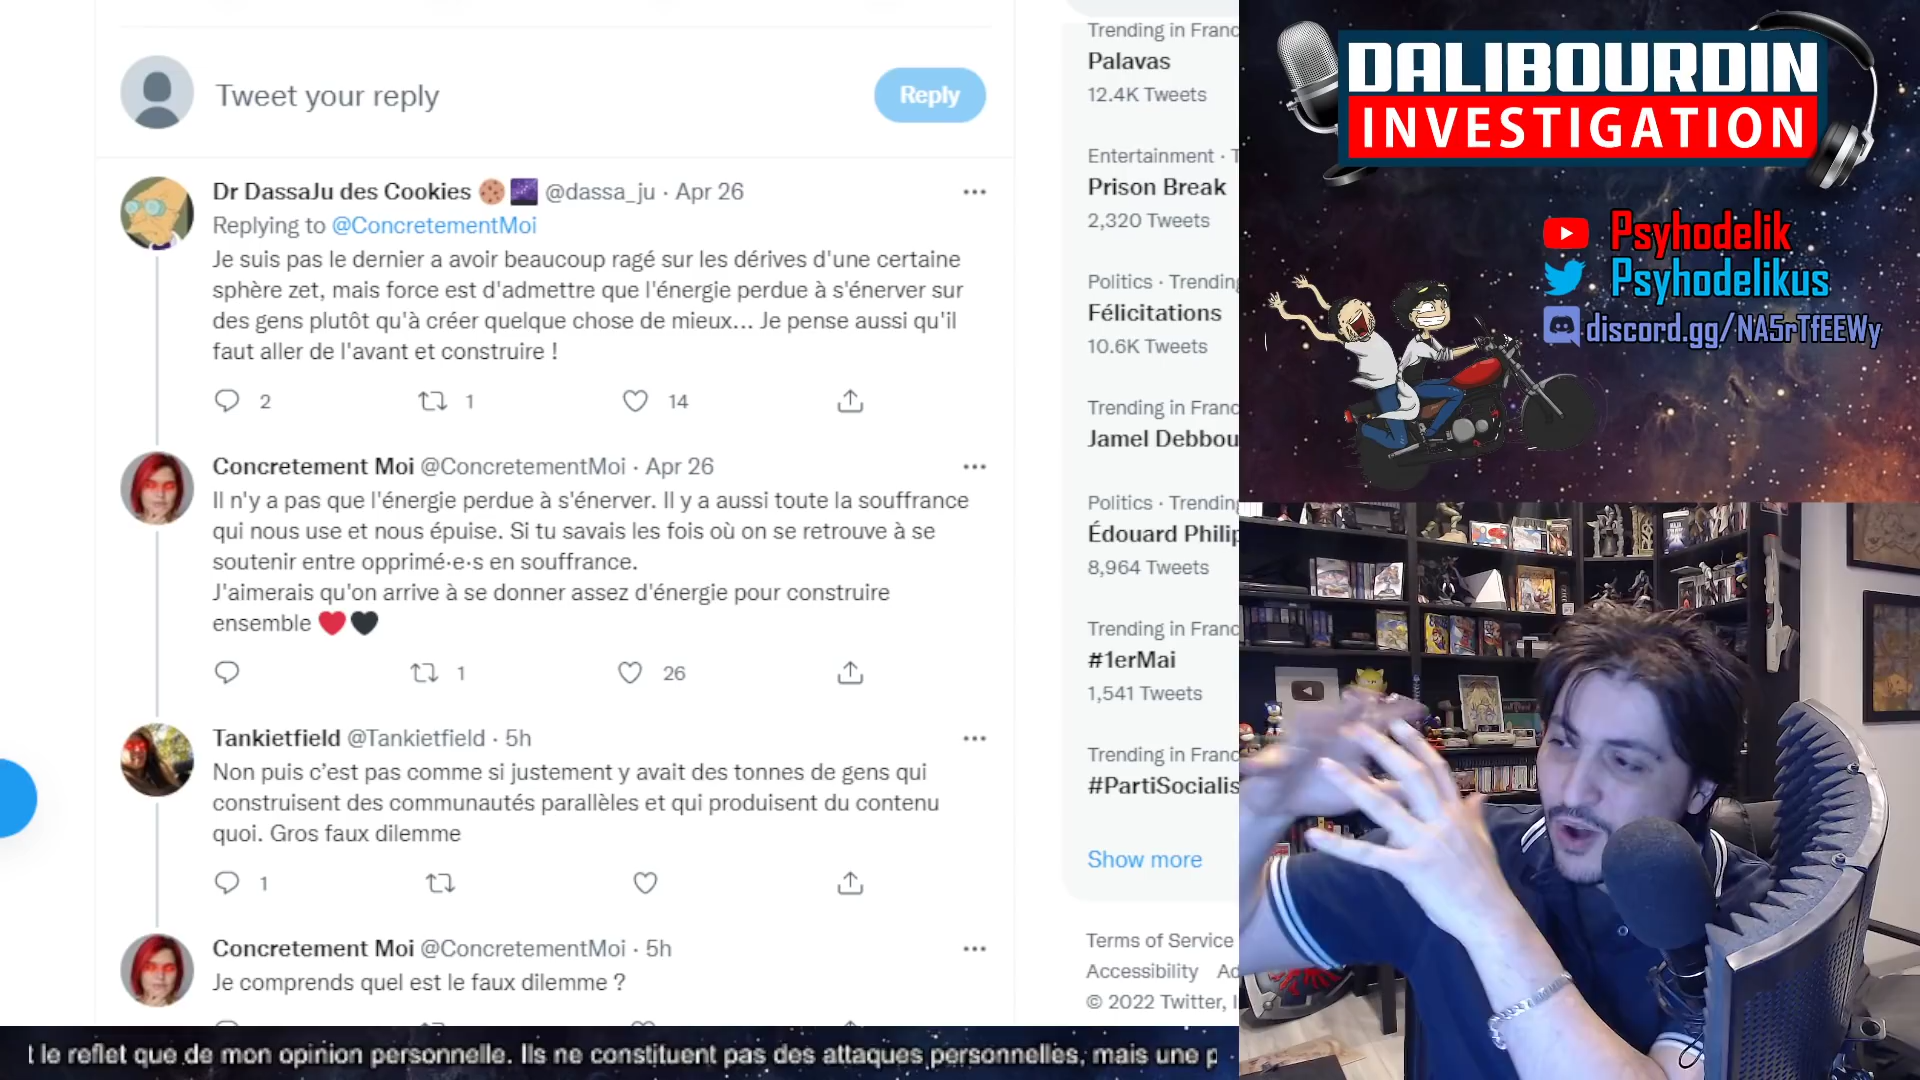 Tweet your reply
Reply
Dr DassaJu des Cookies @dassa_ju · Apr 26
Replying to @ConcretementMoi
Je suis pas le dernier a avoir beaucoup ragé sur les dérives d'une certaine
sphère zet, mais force est d'admettre que l'énergie perdue à s'énerver sur
des gens plutôt qu'à créer quelque chose de mieux... Je pense aussi qu'il
faut aller de l'avant et construire !
2 1 14
Concretement Moi @ConcretementMoi · Apr 26
Il n'y a pas que l'énergie perdue à s'énerver. Il y a aussi toute la souffrance
qui nous use et nous épuise. Si tu savais les fois où on se retrouve à se
soutenir entre opprimé·e·s en souffrance.
J'aimerais qu'on arrive à se donner assez d'énergie pour construire
ensemble
1 26
Tankietfield @Tankietfield · 5h
Non puis c’est pas comme si justement y avait des tonnes de gens qui
construisent des communautés parallèles et qui produisent du contenu
quoi. Gros faux dilemme
1
Concretement Moi @ConcretementMoi · 5h
Je comprends quel est le faux dilemme ?
Trending in Franc
Palavas
12.4K Tweets
Entertainment · T
Prison Break
2,320 Tweets
Politics · Trending
Félicitations
10.6K Tweets
Trending in Franc
Jamel Debbou
Politics · Trending
Édouard Philip
8,964 Tweets
Trending in Franc
#1erMai
1,541 Tweets
Trending in Franc
#PartiSocialis
Show more
Terms of Service
Accessibility Ad
© 2022 Twitter, I
DALIBOURDIN
INVESTIGATION
Psyhodelik
Psyhodelikus
discord.gg/NA5rTfEEWy
t le reflet que de mon opinion personnelle. Ils ne constituent pas des attaques personnelles, mais une p